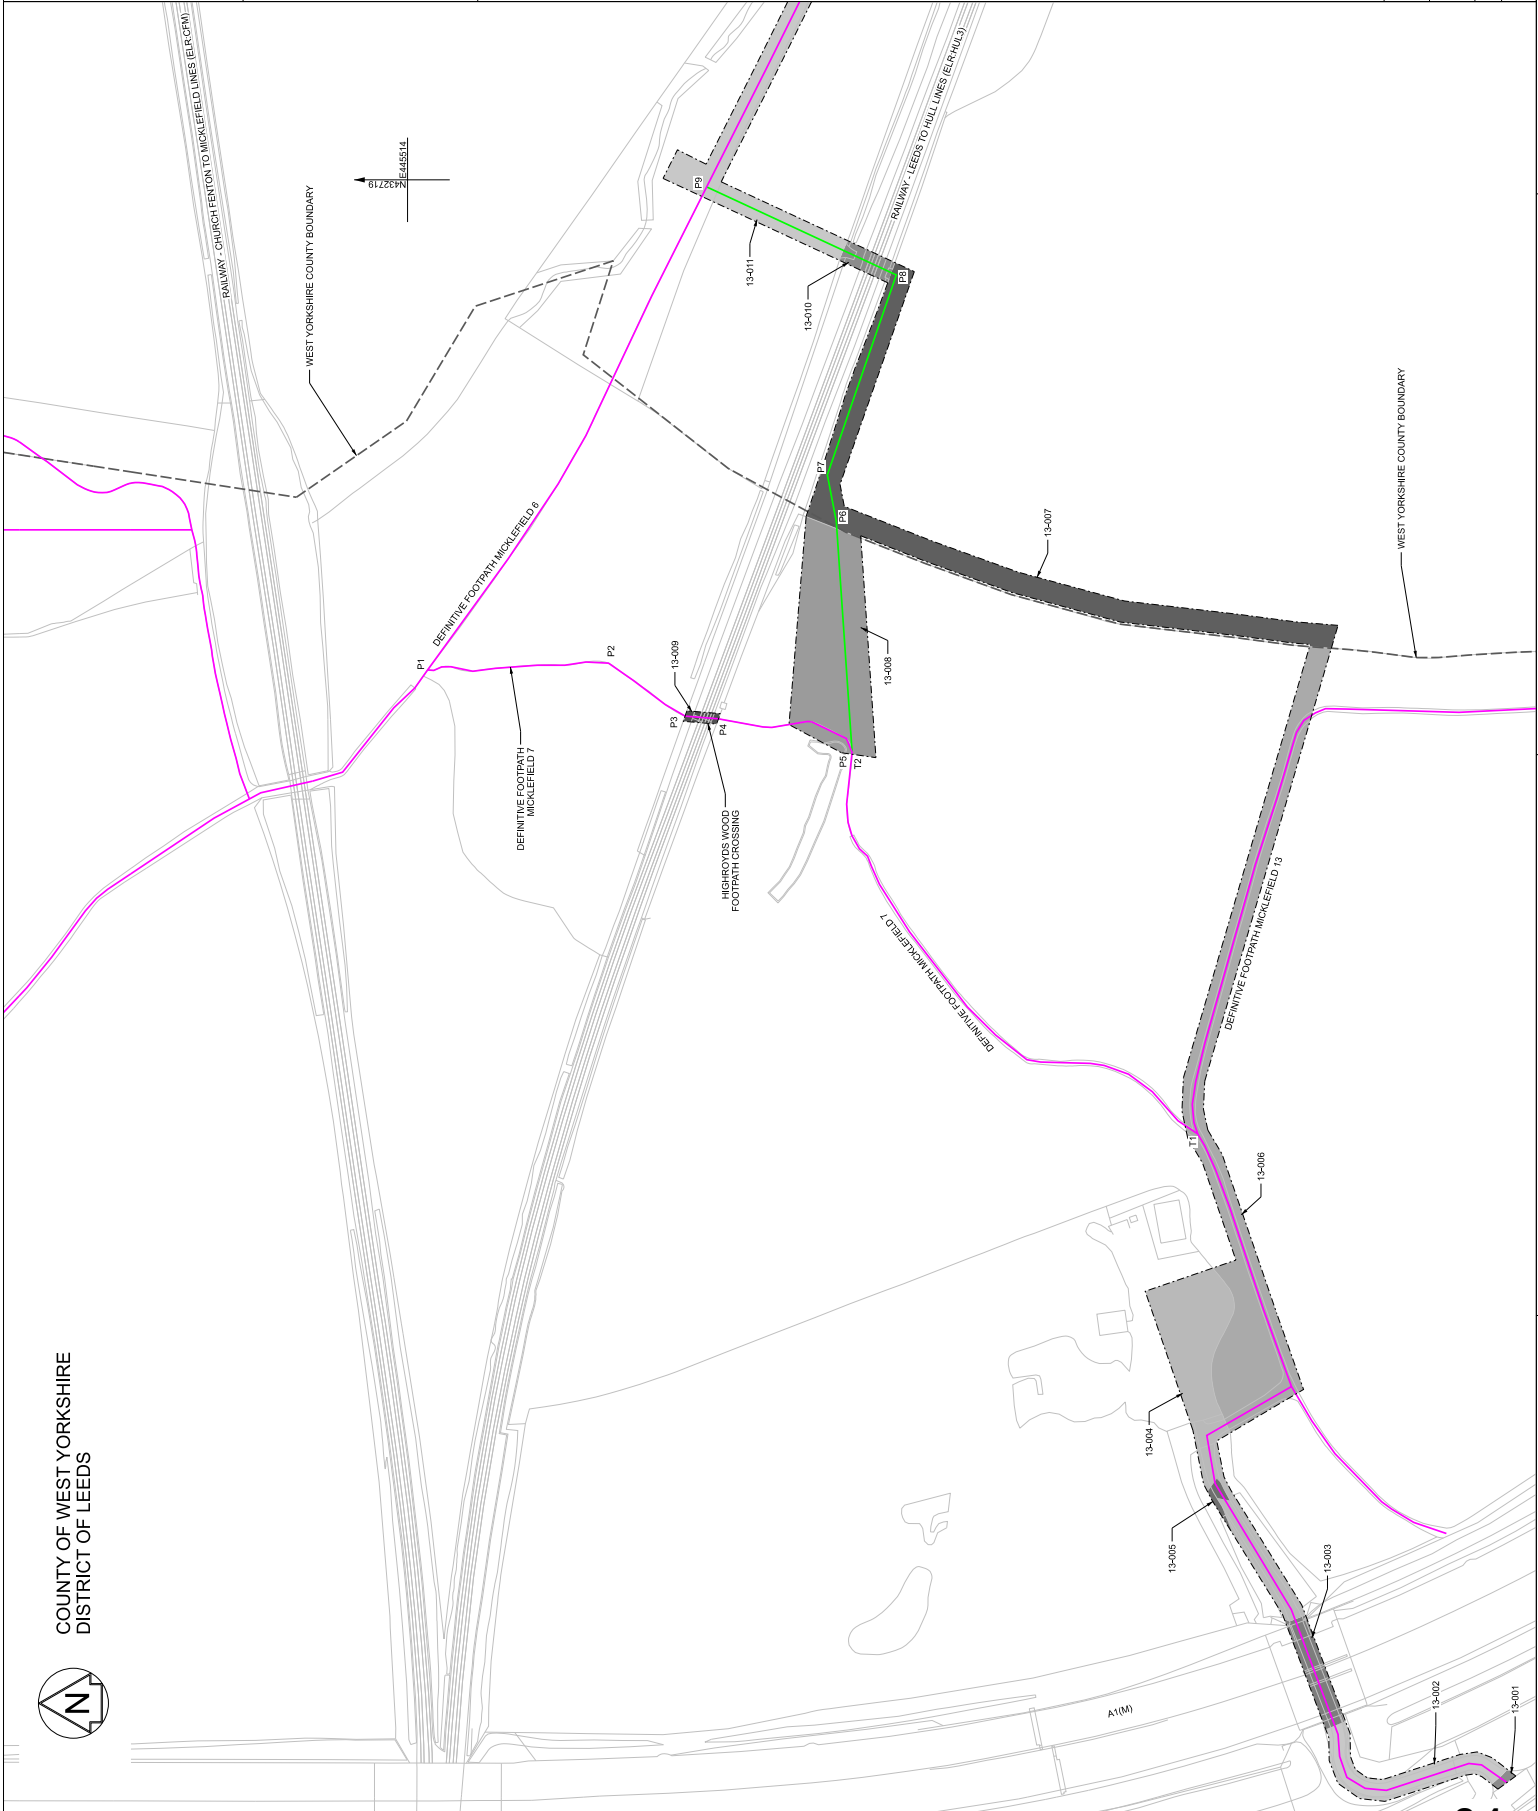 COUNTY OF WEST YORKSHIRE
DISTRICT OF LEEDS
N
RAILWAY - CHURCH FENTON TO MICKLEFIELD LINES (ELR:CFM)
N432719
E445514
WEST YORKSHIRE COUNTY BOUNDARY
RAILWAY - LEEDS TO HULL LINES (ELR:HUL3)
P9
13-011
13-010
P8
P7
P6
13-007
WEST YORKSHIRE COUNTY BOUNDARY
DEFINITIVE FOOTPATH MICKLEFIELD 6
P1
P2
13-009
P3
P4
13-008
P5
T2
DEFINITIVE FOOTPATH
MICKLEFIELD 7
HIGHROYDS WOOD
FOOTPATH CROSSING
DEFINITIVE FOOTPATH MICKLEFIELD 7
DEFINITIVE FOOTPATH MICKLEFIELD 13
T1
13-006
13-004
13-005
13-003
A1(M)
13-002
13-001